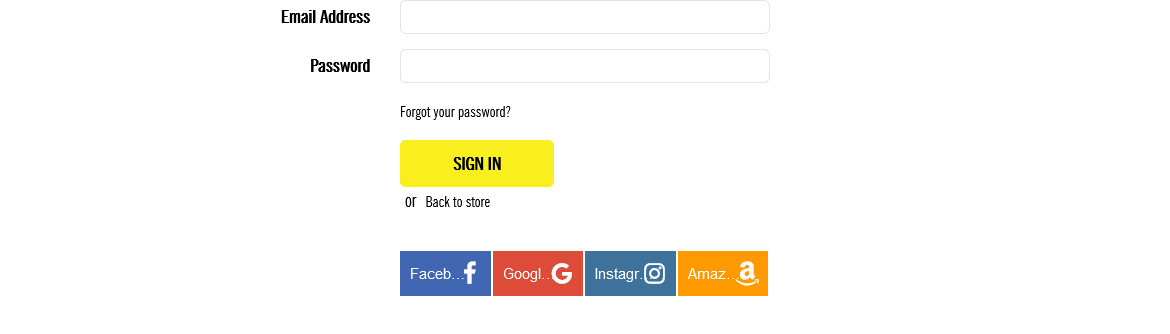 Email Address
Password
Forgot your password?
SIGN IN
or Back to store
Faceb... Googl... Instagr... Amaz...